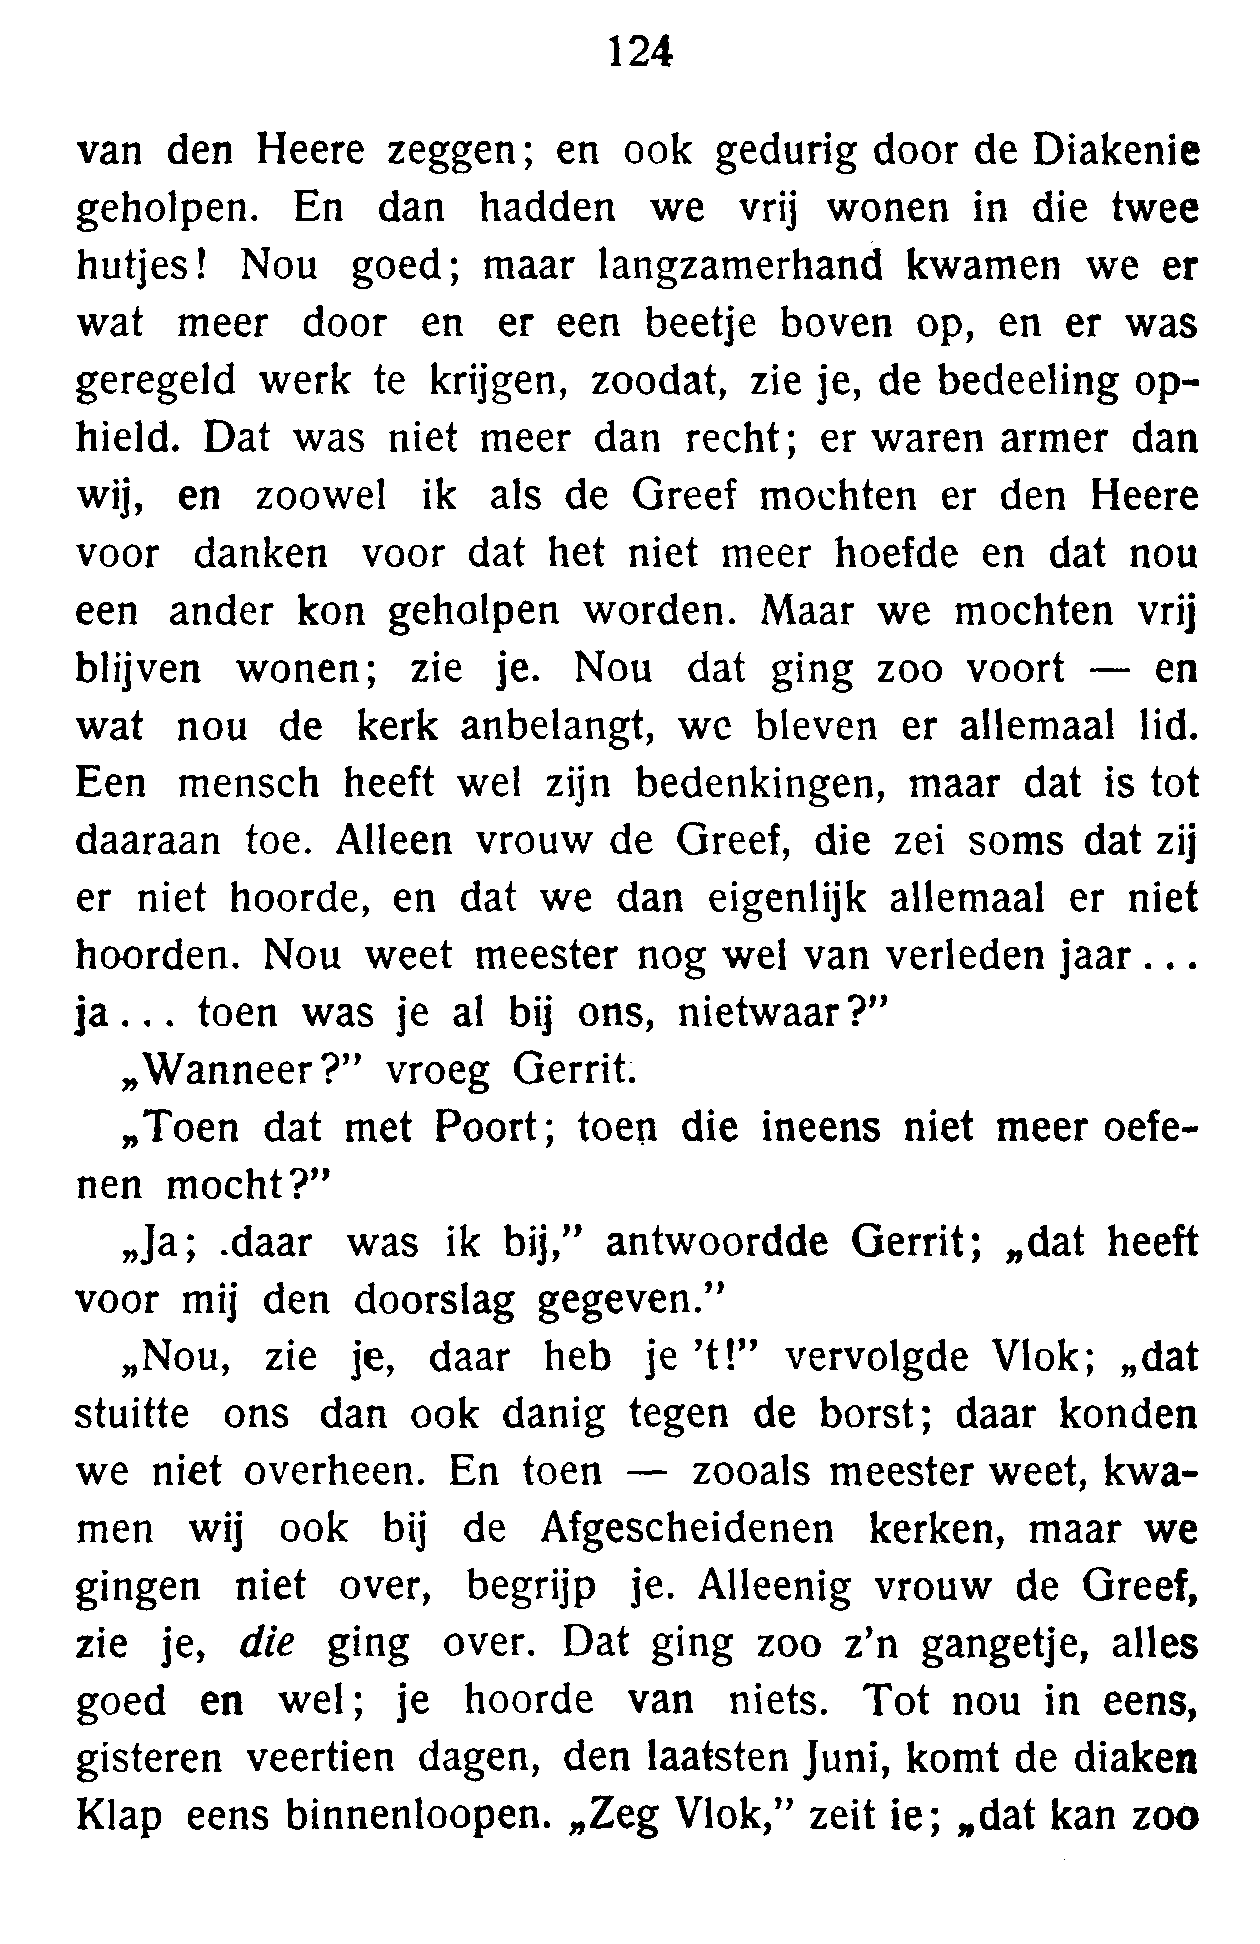 124
van den Heere zeggen; en ook gedurig door de Diakenie
geholpen. En dan hadden we vrij wonen in die twee
hutjes! Nou goed; maar langzamerhand kwamen we er
wat meer door en er een beetje boven op, en er was
geregeld werk te krijgen, zoodat, zie je, de bedeeling op-
hield. Dat was niet meer dan recht; er waren armer dan
wij, en zoowel ik als de Greef mochten er den Heere
voor danken voor dat het niet meer hoefde en dat nou
een ander kon geholpen worden. Maar we mochten vrij
blijven wonen; zie je. Nou dat ging zoo voort — en
wat nou de kerk anbelangt, we bleven er allemaal lid.
Een mensch heeft wel zijn bedenkingen, maar dat is tot
daaraan toe. Alleen vrouw de Greef, die zei soms dat zij
er niet hoorde, en dat we dan eigenlijk allemaal er niet
hoorden. Nou weet meester nog wel van verleden jaar...
ja... toen was je al bij ons, nietwaar?”
„Wanneer?” vroeg Gerrit.
„Toen dat met Poort; toen die ineens niet meer oefe-
nen mocht?”
„Ja; .daar was ik bij,” antwoordde Gerrit; „dat heeft
voor mij den doorslag gegeven.”
„Nou, zie je, daar heb je ’t!” vervolgde Vlok; „dat
stuitte ons dan ook danig tegen de borst; daar konden
we niet overheen. En toen — zooals meester weet, kwa-
men wij ook bij de Afgescheidenen kerken, maar we
gingen niet over, begrijp je. Alleenig vrouw de Greef,
zie je, die ging over. Dat ging zoo z’n gangetje, alles
goed en wel; je hoorde van niets. Tot nou in eens,
gisteren veertien dagen, den laatsten Juni, komt de diaken
Klap eens binnenloopen. „Zeg Vlok,” zeit ie; „dat kan zoo